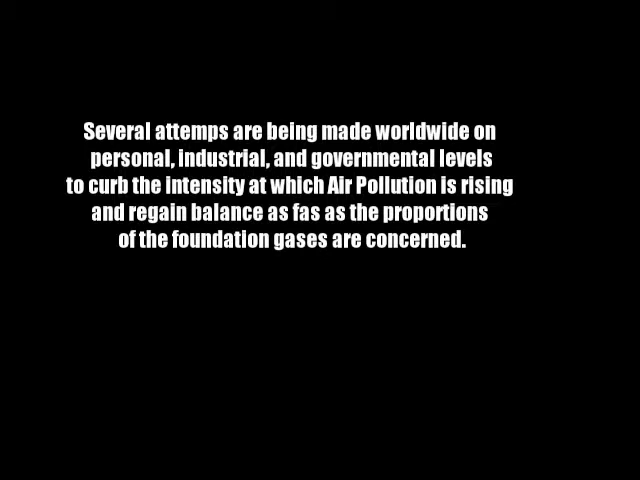 Several attemps are being made worldwide on
personal, industrial, and governmental levels
to curb the intensity at which Air Pollution is rising
and regain balance as fas as the proportions
of the foundation gases are concerned.